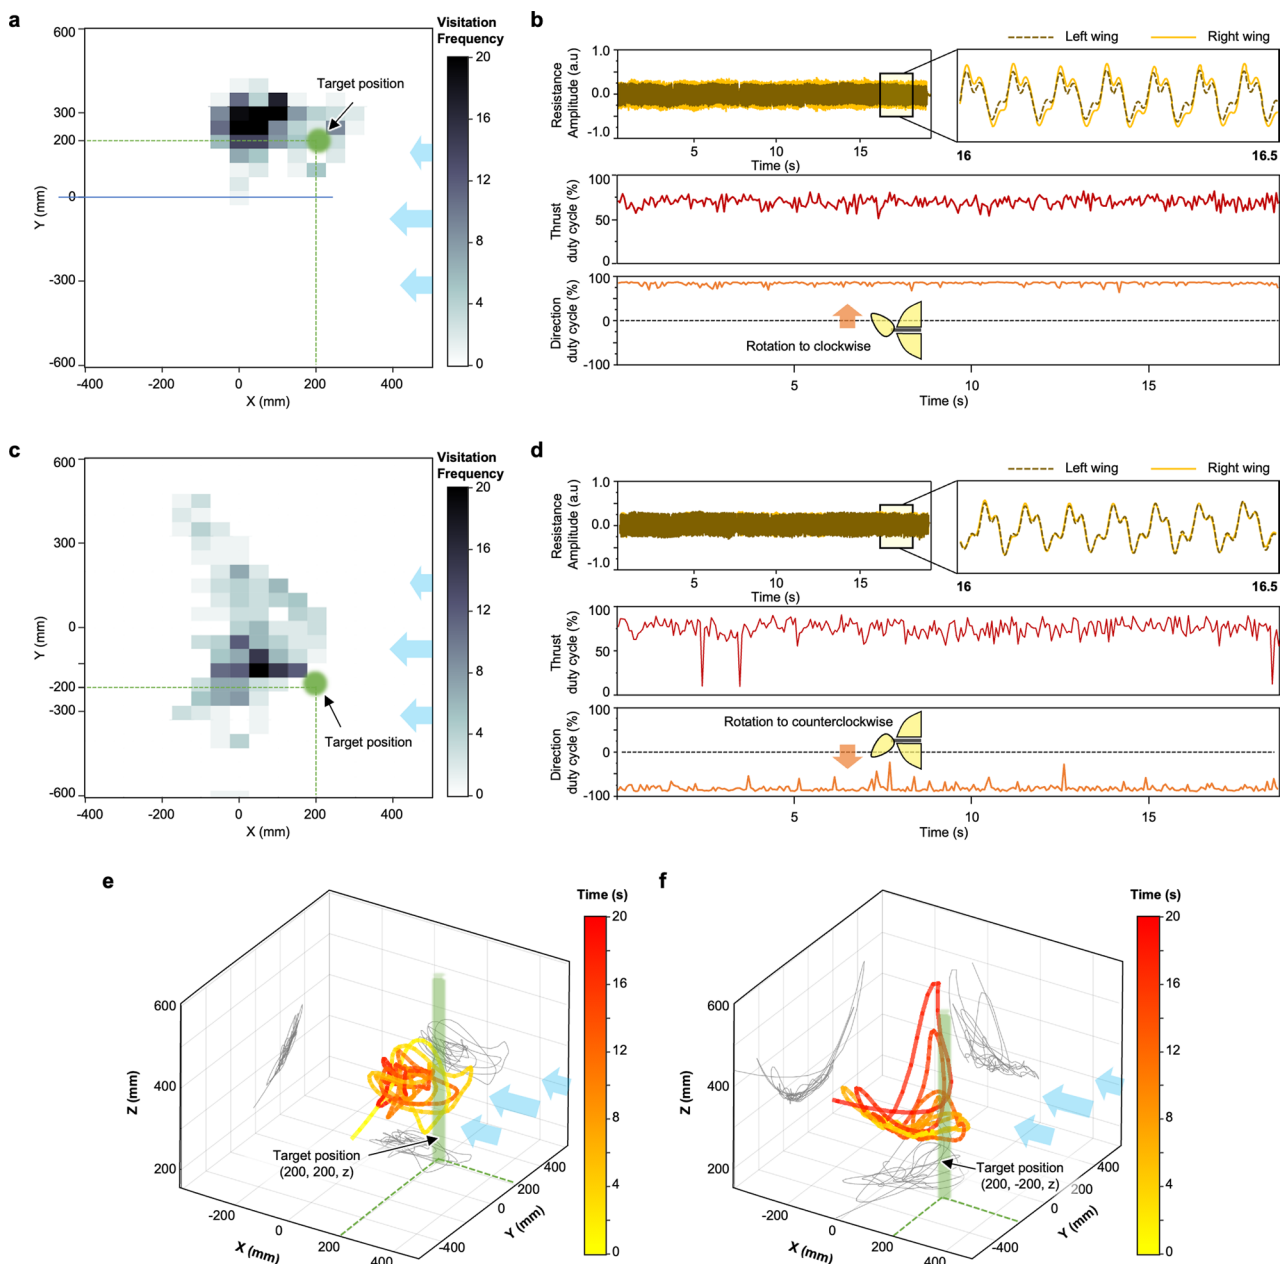 a
Visitation
Frequency
600
300
200
0
-300
-600
Y (mm)
-400
-200
0
200
400
X (mm)
Target position
20
16
12
8
4
0
b
Left wing
Right wing
Resistance
Amplitude (a.u)
1.0
0.0
-1.0
5
10
15
Time (s)
16
16.5
Thrust
duty cycle (%)
100
50
0
Direction
duty cycle (%)
100
0
-100
Rotation to clockwise
5
10
15
Time (s)
c
Visitation
Frequency
600
300
0
-200
-300
-600
Y (mm)
-400
-200
0
200
400
X (mm)
Target position
20
16
12
8
4
0
d
Left wing
Right wing
Resistance
Amplitude (a.u)
1.0
0.0
-1.0
5
10
15
Time (s)
16
16.5
Thrust
duty cycle (%)
100
50
0
Direction
duty cycle (%)
100
0
-100
Rotation to counterclockwise
5
10
15
Time (s)
e
Time (s)
20
16
12
8
4
0
600
400
200
Z (mm)
Target position
(200, 200, z)
-200
0
200
400
X (mm)
400
200
0
-400
Y (mm)
f
Time (s)
20
16
12
8
4
0
600
400
200
Z (mm)
Target position
(200, -200, z)
-200
0
200
400
X (mm)
400
200
0
-400
Y (mm)